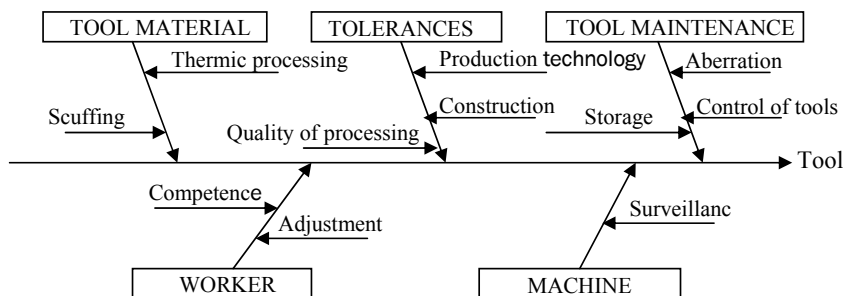 TOOL MATERIAL
TOLERANCES
TOOL MAINTENANCE
Thermic processing
Production technology
Aberration
Scuffing
Construction
Storage
Control of tools
Quality of processing
Tool
Competence
Adjustment
Surveillanc
WORKER
MACHINE